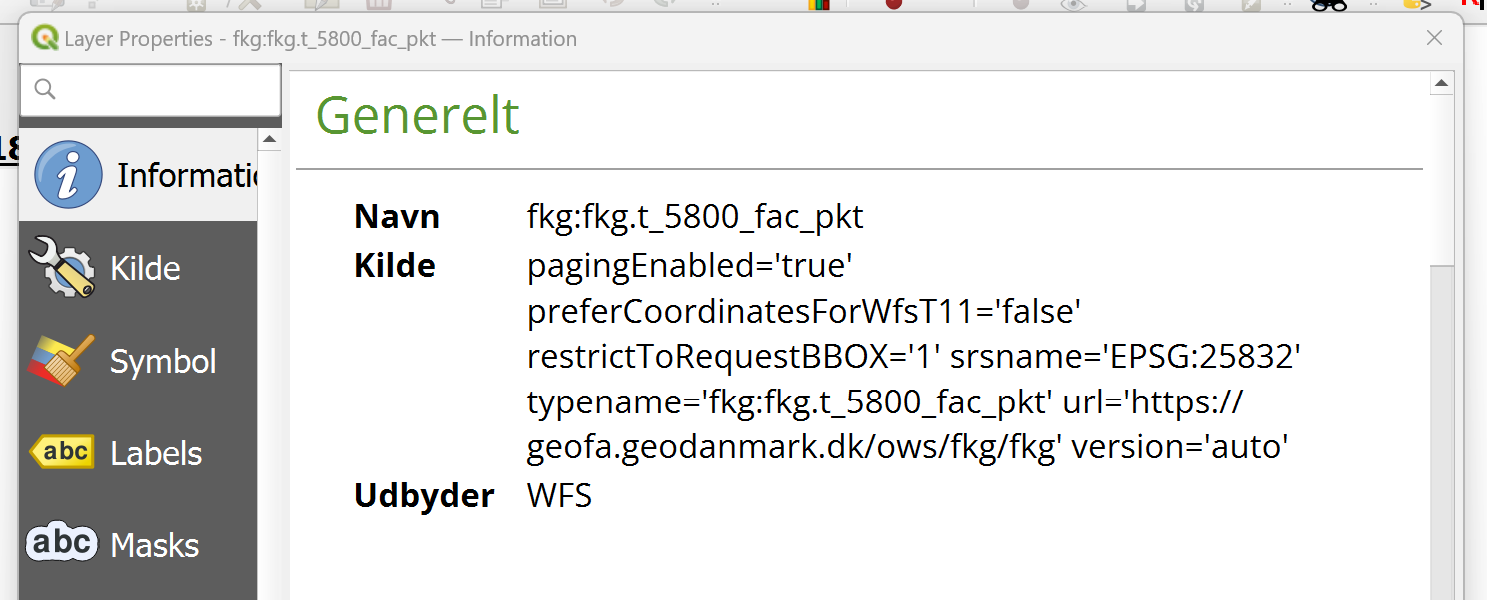 Layer Properties - fkg:fkg.t_5800_fac_pkt — Information
Generelt
18
Informatic
Navn fkg:fkg.t_5800_fac_pkt
Kilde pagingEnabled='true'
preferCoordinatesForWfsT11='false'
restrictToRequestBBOX='1' srsname='EPSG:25832'
typename='fkg:fkg.t_5800_fac_pkt' url='https://
geofa.geodanmark.dk/ows/fkg/fkg' version='auto'
Udbyder WFS
Kilde
Symbol
abc Labels
abc Masks